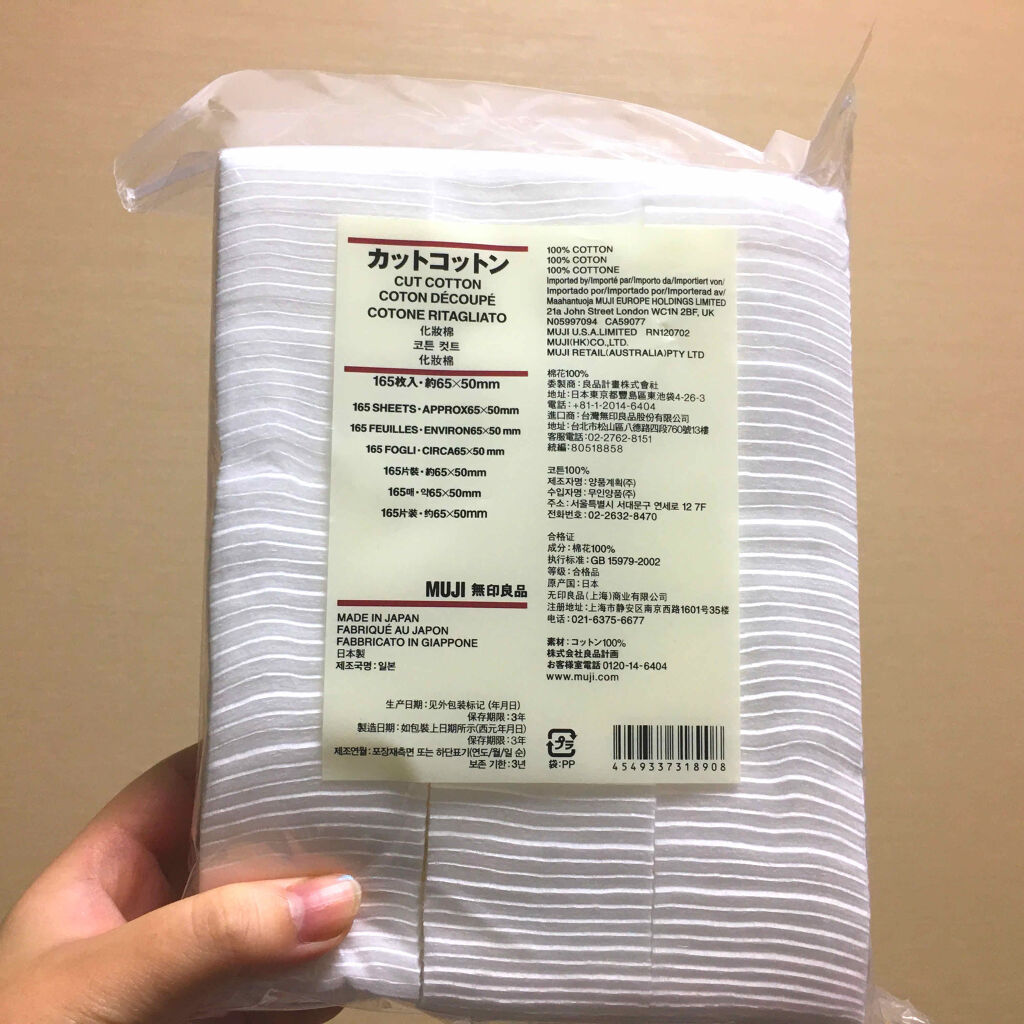 カットコットン
CUT COTTON
COTON DÉCOUPÉ
COTONE RITAGLIATO
化妝棉
코튼 컷트
化妝棉
165枚入・約65×50mm
165 SHEETS・APPROX65×50mm
165 FEUILLES・ENVIRON65×50 mm
165 FOGLI・CIRCA65×50 mm
165片裝・約65×50mm
165매・약65×50mm
165片装・约65×50mm
MUJI 無印良品
MADE IN JAPAN
FABRIQUÉ AU JAPON
FABBRICATO IN GIAPPONE
日本製
제조국명:일본
生产日期:见外包装标记 (年月日)
保存期限:3年
製造日期:如包裝上日期所示(西元年月日)
保存期限:3年
제조연월:포장재측면 또는 하단표기(연도/월/일 순)
보존 기한:3년
100% COTTON
100% COTON
100% COTTONE
Imported by/Importé par/Importo da/Importiert von/
Importado por/Importado por/Importerad av/
Maahantuoja MUJI EUROPE HOLDINGS LIMITED
21a John Street London WC1N 2BF, UK
N05997094 CA59077
MUJI U.S.A.LIMITED RN120702
MUJI(HK)CO.,LTD.
MUJI RETAIL(AUSTRALIA)PTY LTD
棉花100%
委製商:良品計畫株式會社
地址:日本東京都豐島區東池袋4-26-3
電話:+81-1-2014-6404
進口商:台灣無印良品股份有限公司
地址:台北市松山區八德路四段760號13樓
客服電話:02-2762-8151
統編:80518858
코튼100%
제조자명:양품계획(주)
수입자명:무인양품(주)
주소:서울특별시 서대문구 연세로 12 7F
전화번호:02-2632-8470
合格证
成分:棉花100%
执行标准:GB 15979-2002
等级:合格品
原产国:日本
无印良品(上海)商业有限公司
注册地址:上海市静安区南京西路1601号35楼
电话:021-6375-6677
素材:コットン100%
株式会社良品計画
お客様室電話 0120-14-6404
www.muji.com
プラ
袋:PP
4549337318908